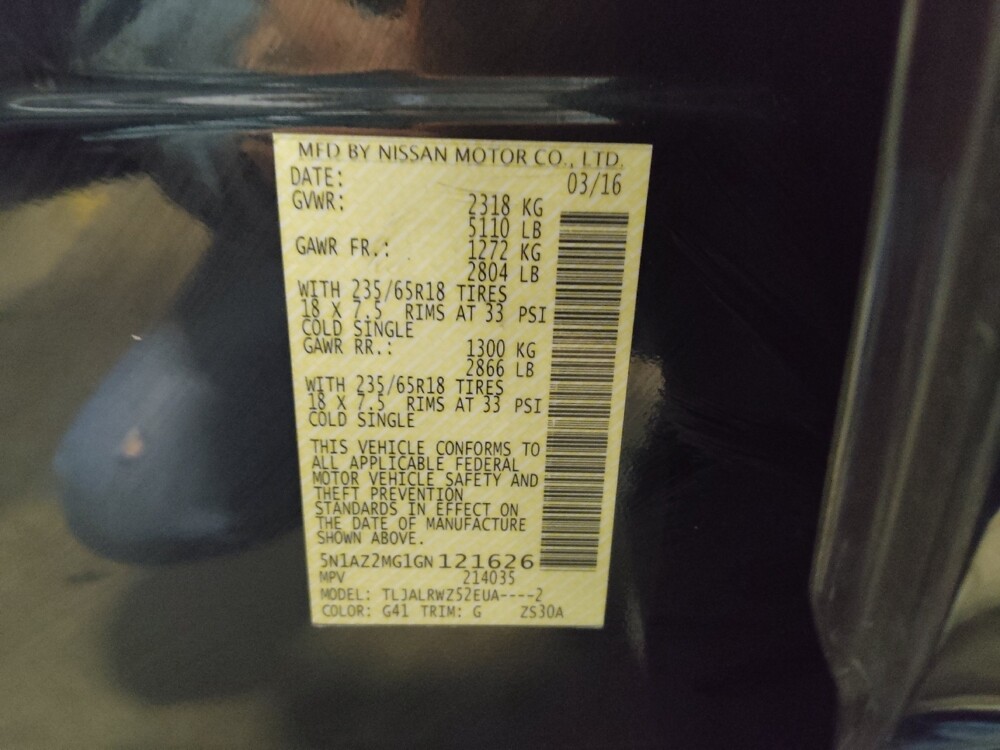 MFD BY NISSAN MOTOR CO., LTD.
DATE: 03/16
GVWR: 2318 KG
5110 LB
GAWR FR.: 1272 KG
2804 LB
WITH 235/65R18 TIRES
18 X 7.5 RIMS AT 33 PSI
COLD SINGLE
GAWR RR.: 1300 KG
2866 LB
WITH 235/65R18 TIRES
18 X 7.5 RIMS AT 33 PSI
COLD SINGLE
THIS VEHICLE CONFORMS TO
ALL APPLICABLE FEDERAL
MOTOR VEHICLE SAFETY AND
THEFT PREVENTION
STANDARDS IN EFFECT ON
THE DATE OF MANUFACTURE
SHOWN ABOVE.
5N1AZ2MG1GN121626
MPV 214035
MODEL: TLJALRWZ52EUA----2
COLOR: G41 TRIM: G ZS30A